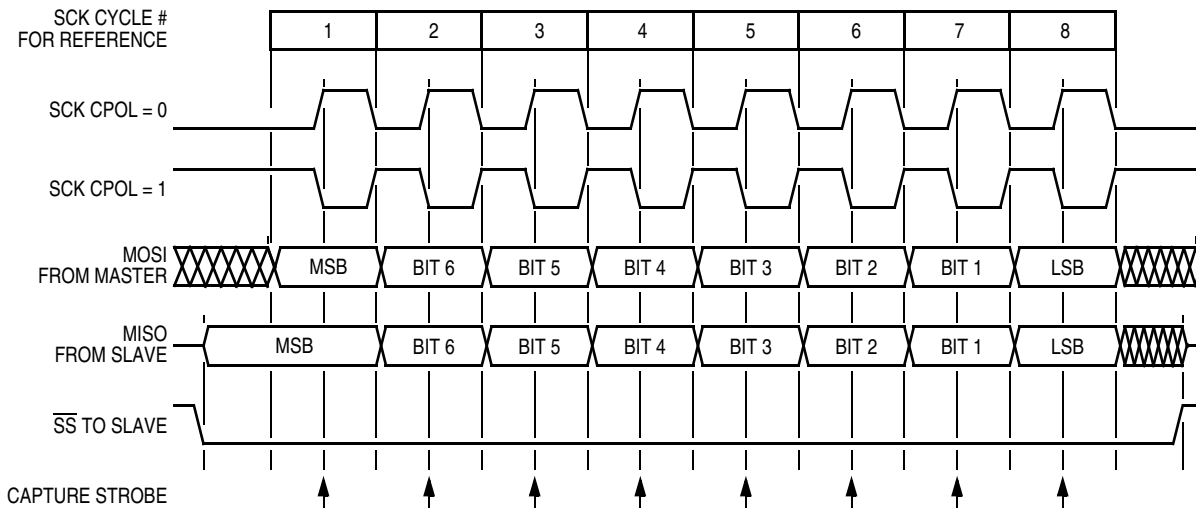 SCK CYCLE #
FOR REFERENCE
1 2 3 4 5 6 7 8
SCK CPOL = 0
SCK CPOL = 1
MOSI
FROM MASTER
MSB BIT 6 BIT 5 BIT 4 BIT 3 BIT 2 BIT 1 LSB
MISO
FROM SLAVE
MSB BIT 6 BIT 5 BIT 4 BIT 3 BIT 2 BIT 1 LSB
S̅S̅ TO SLAVE
CAPTURE STROBE